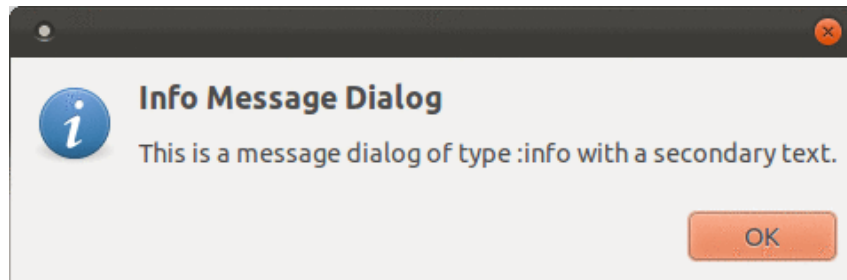 Info Message Dialog
This is a message dialog of type :info with a secondary text.
OK